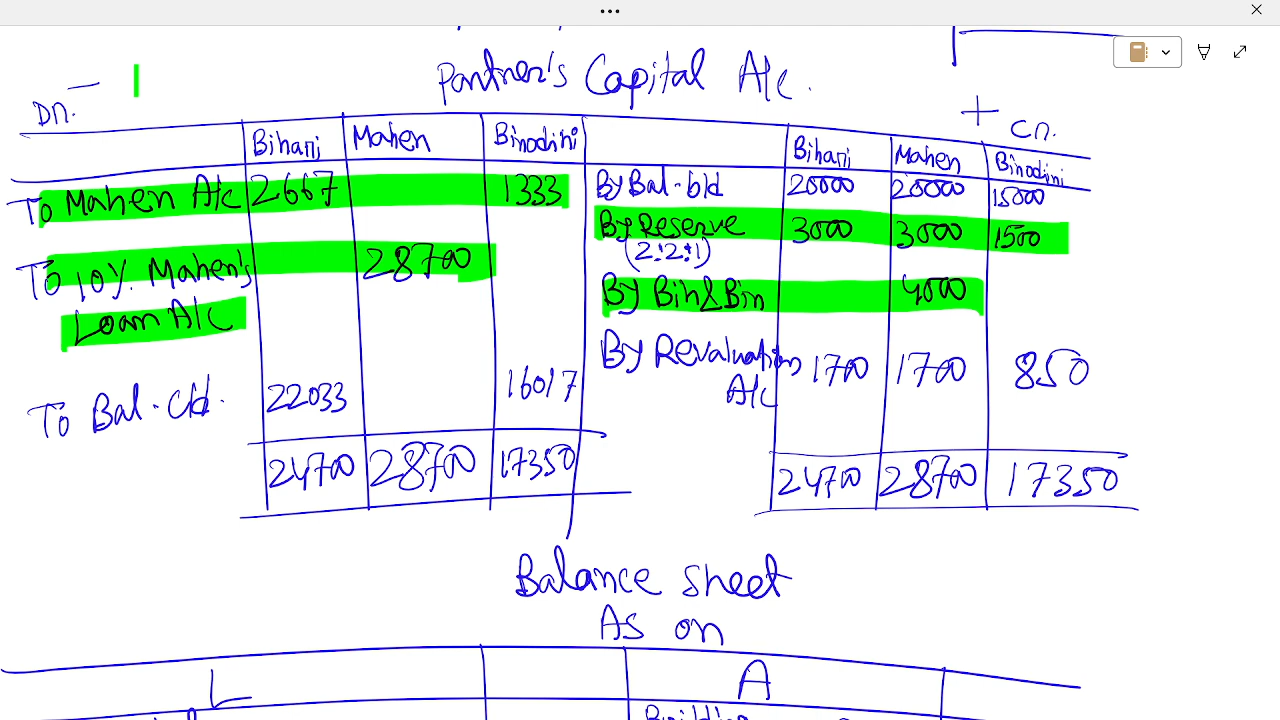 Partner's Capital A/c.
Dr. − + Cr.
Bihari Mahen Binodini Bihari Mahen Binodini
To Mahen A/c 2667 1333 By Bal-b/d 20000 20000 15000
By Reserve 3000 3000 1500
(2:2:1)
To 10% Mahen's 28700
Loan A/c
By Bih & Bin 4000
By Revaluation A/c 1700 1700 850
To Bal-c/d. 22033 16017
24700 28700 17350 24700 28700 17350
Balance Sheet
As on
L A
Building